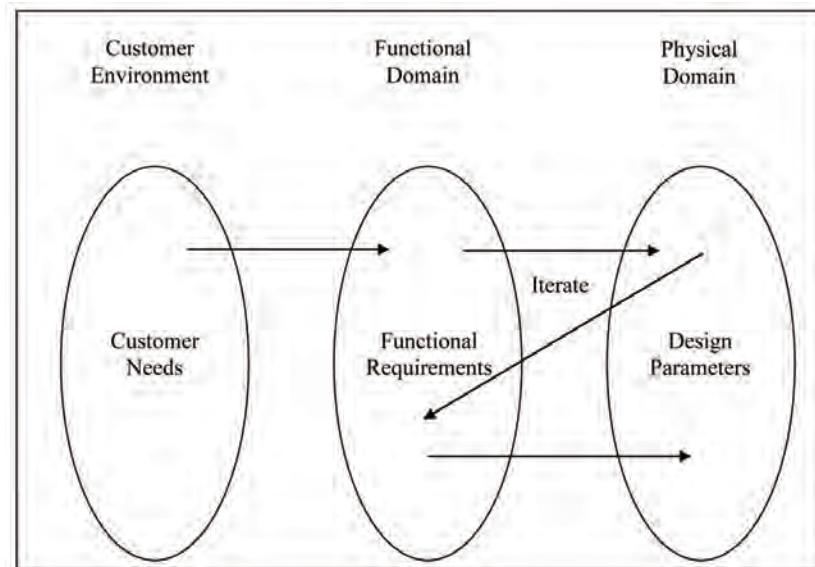 Customer
Environment
Functional
Domain
Physical
Domain
Iterate
Customer
Needs
Functional
Requirements
Design
Parameters